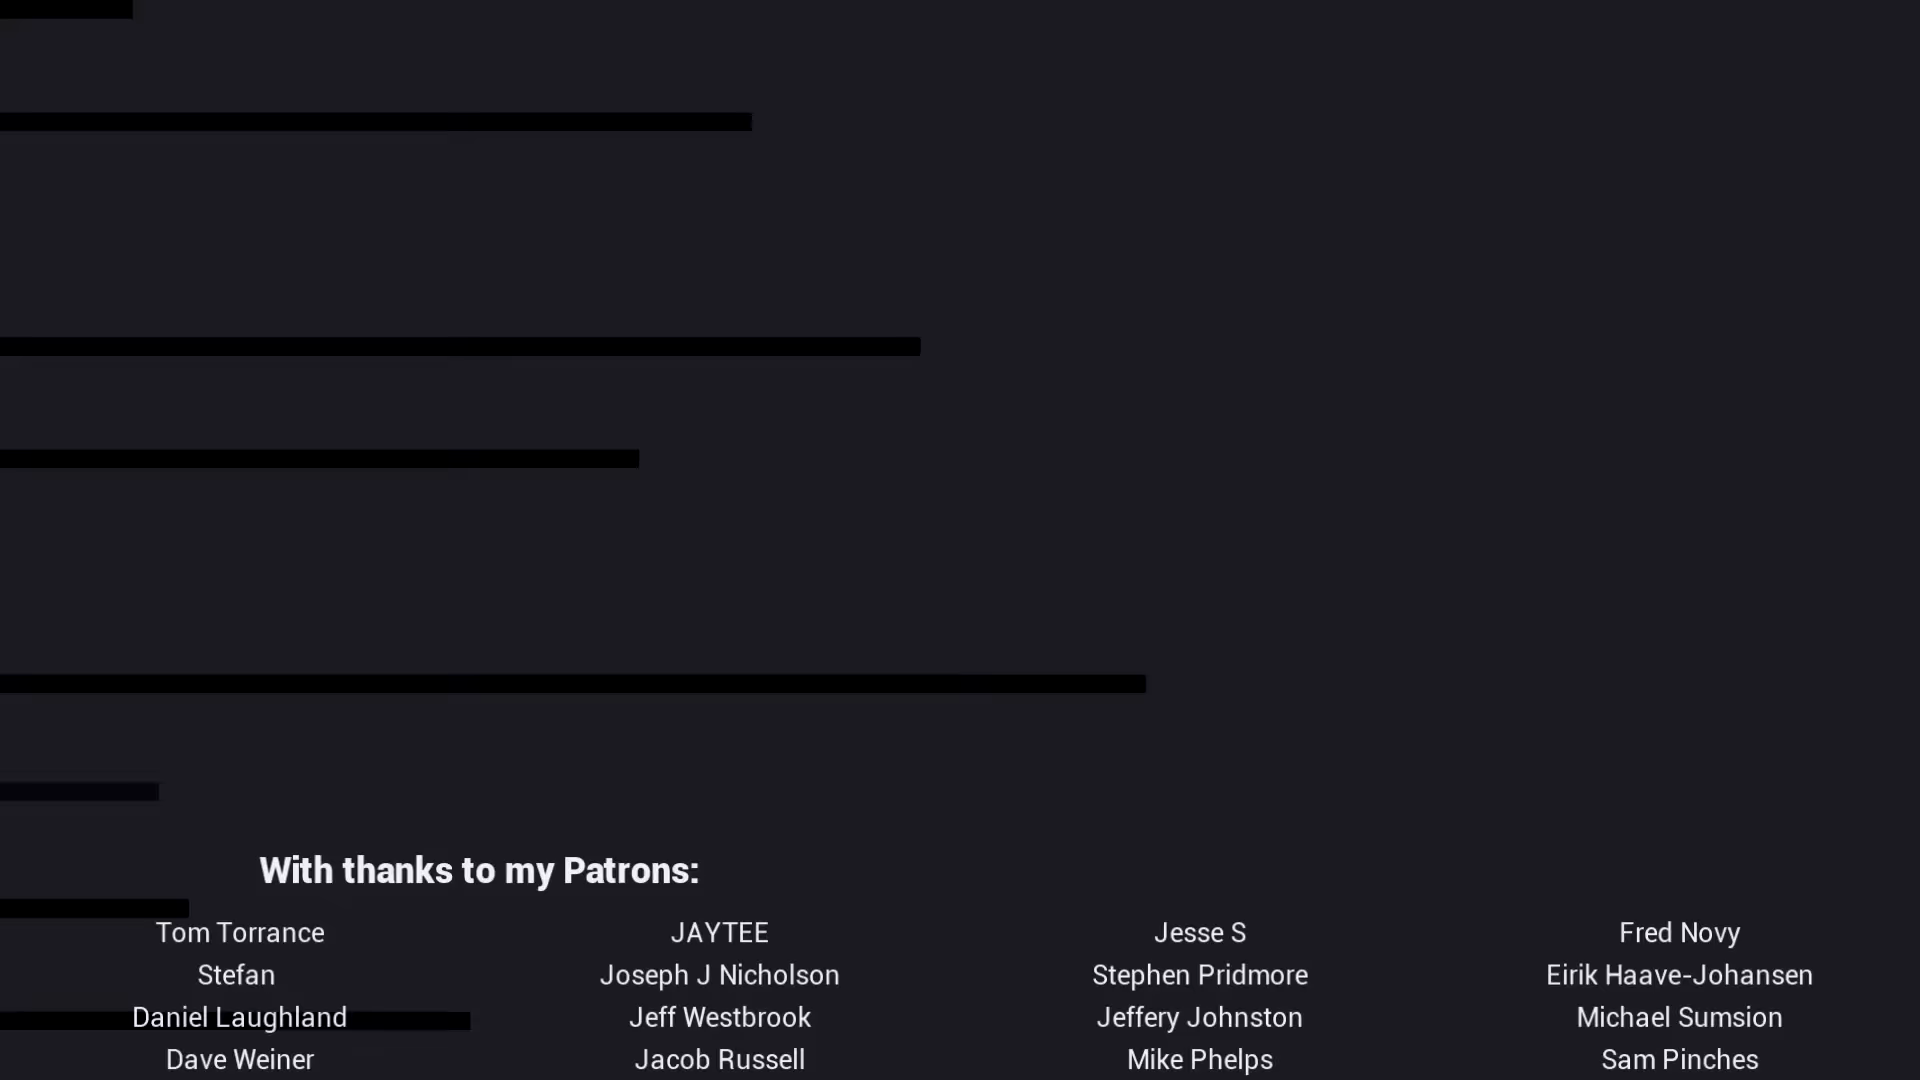 With thanks to my Patrons:
Tom Torrance JAYTEE Jesse S Fred Novy
Stefan Joseph J Nicholson Stephen Pridmore Eirik Haave-Johansen
Daniel Laughland Jeff Westbrook Jeffery Johnston Michael Sumsion
Dave Weiner Jacob Russell Mike Phelps Sam Pinches